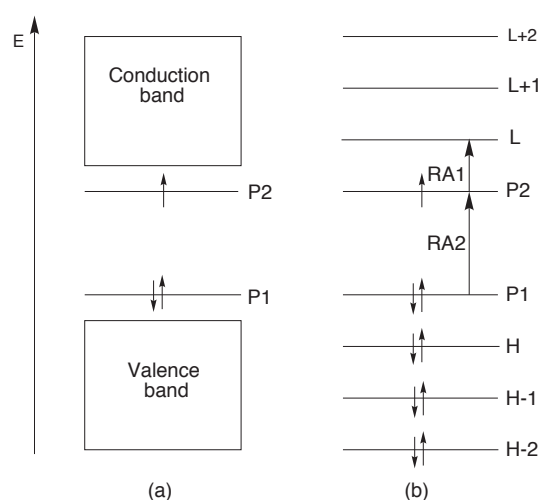 E
Conduction
band
P2
P1
Valence
band
(a)
L+2
L+1
L
RA1
P2
RA2
P1
H
H-1
H-2
(b)